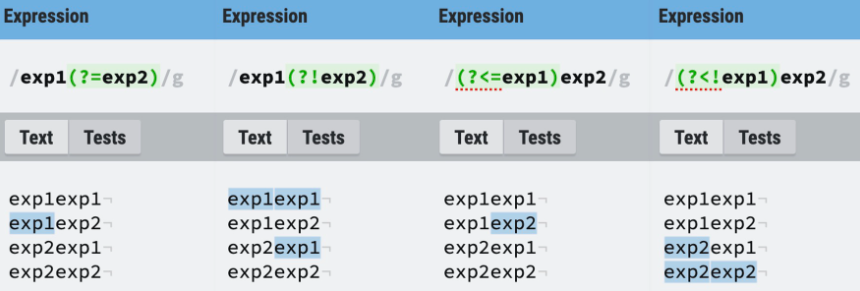 Expression Expression Expression Expression
/exp1(?=exp2)/g /exp1(?!exp2)/g /(?<=exp1)exp2/g /(?<!exp1)exp2/g
Text Tests Text Tests Text Tests Text Tests
exp1exp1¬ exp1exp1¬ exp1exp1¬ exp1exp1¬
exp1exp2¬ exp1exp2¬ exp1exp2¬ exp1exp2¬
exp2exp1¬ exp2exp1¬ exp2exp1¬ exp2exp1¬
exp2exp2¬ exp2exp2¬ exp2exp2¬ exp2exp2¬